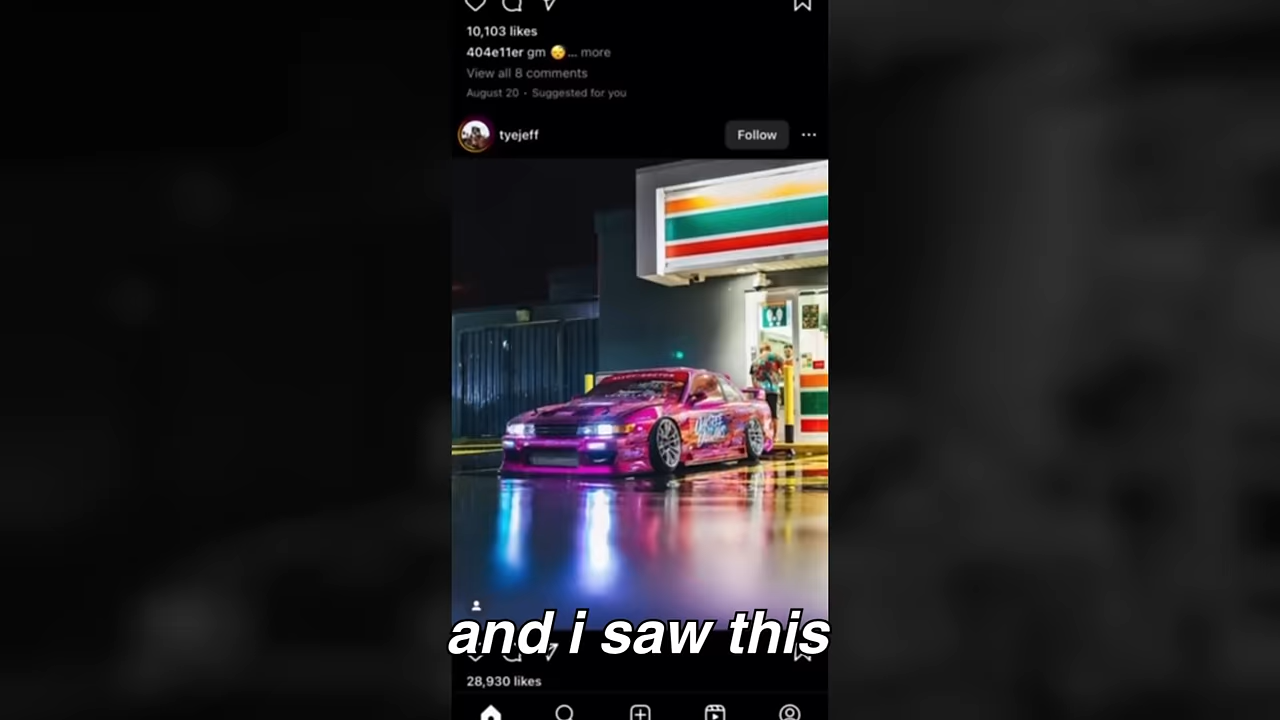 10,103 likes
404e11er gm 😴... more
View all 8 comments
August 20 · Suggested for you
tyejeff
Follow
and i saw this
28,930 likes